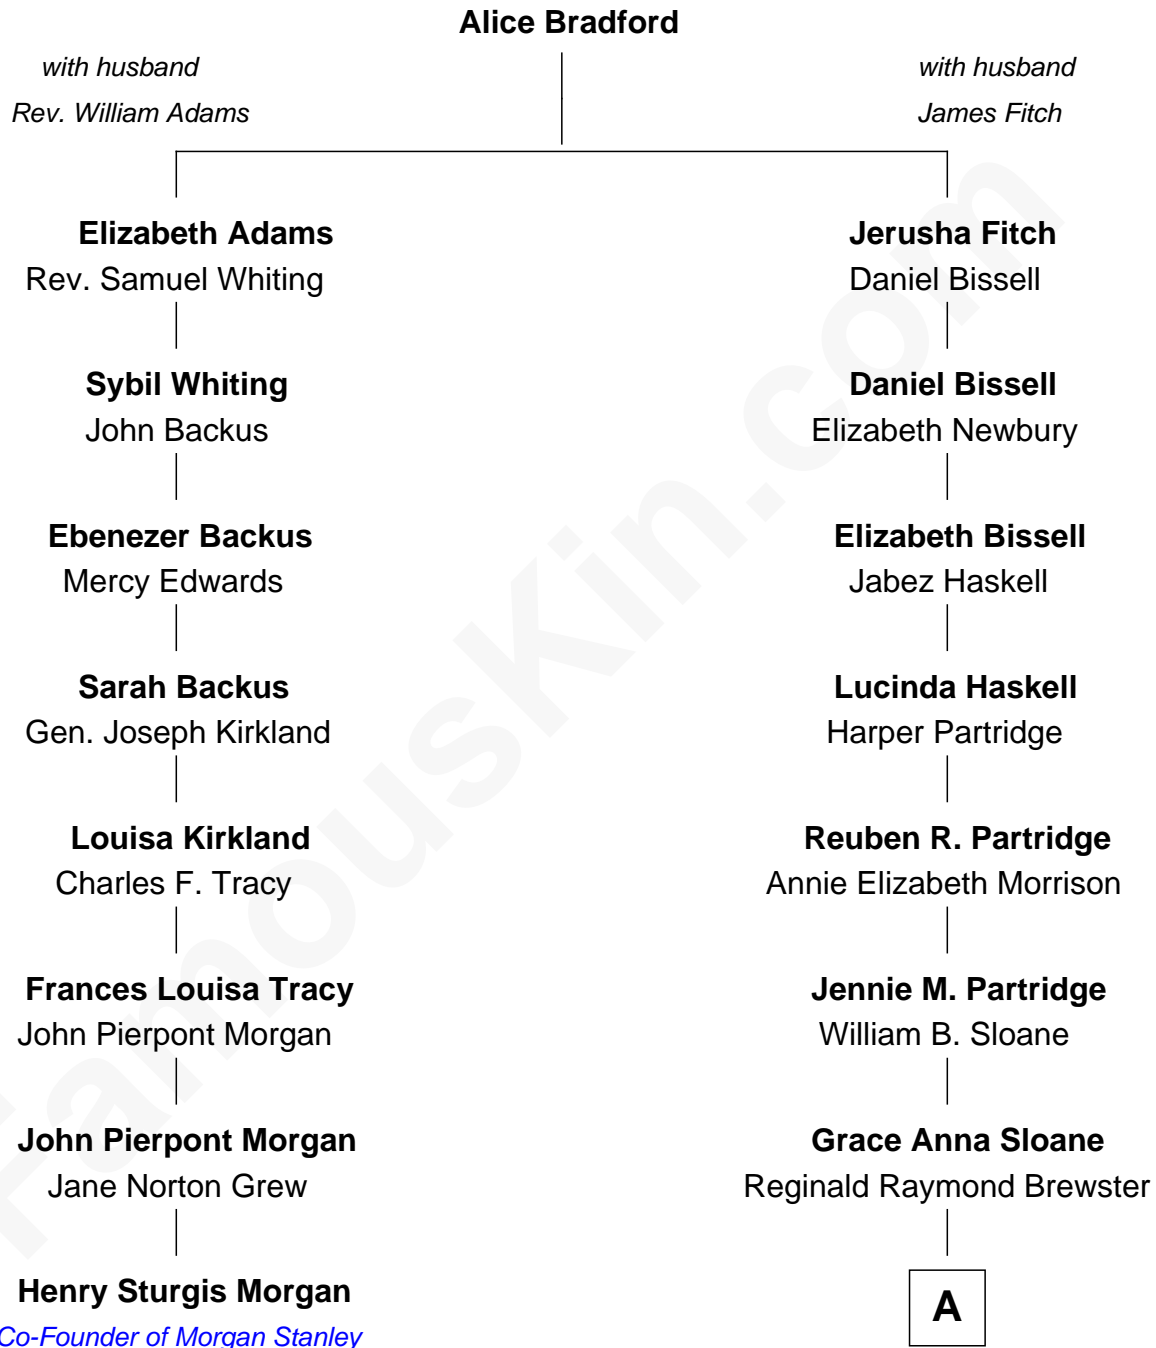 Alice Bradford
with husband
Rev. William Adams
with husband
James Fitch
Elizabeth Adams
Rev. Samuel Whiting
Jerusha Fitch
Daniel Bissell
Sybil Whiting
John Backus
Daniel Bissell
Elizabeth Newbury
Ebenezer Backus
Mercy Edwards
Elizabeth Bissell
Jabez Haskell
Sarah Backus
Gen. Joseph Kirkland
Lucinda Haskell
Harper Partridge
Louisa Kirkland
Charles F. Tracy
Reuben R. Partridge
Annie Elizabeth Morrison
Frances Louisa Tracy
John Pierpont Morgan
Jennie M. Partridge
William B. Sloane
John Pierpont Morgan
Jane Norton Grew
Grace Anna Sloane
Reginald Raymond Brewster
Henry Sturgis Morgan
Co-Founder of Morgan Stanley
A
FamousKin.com